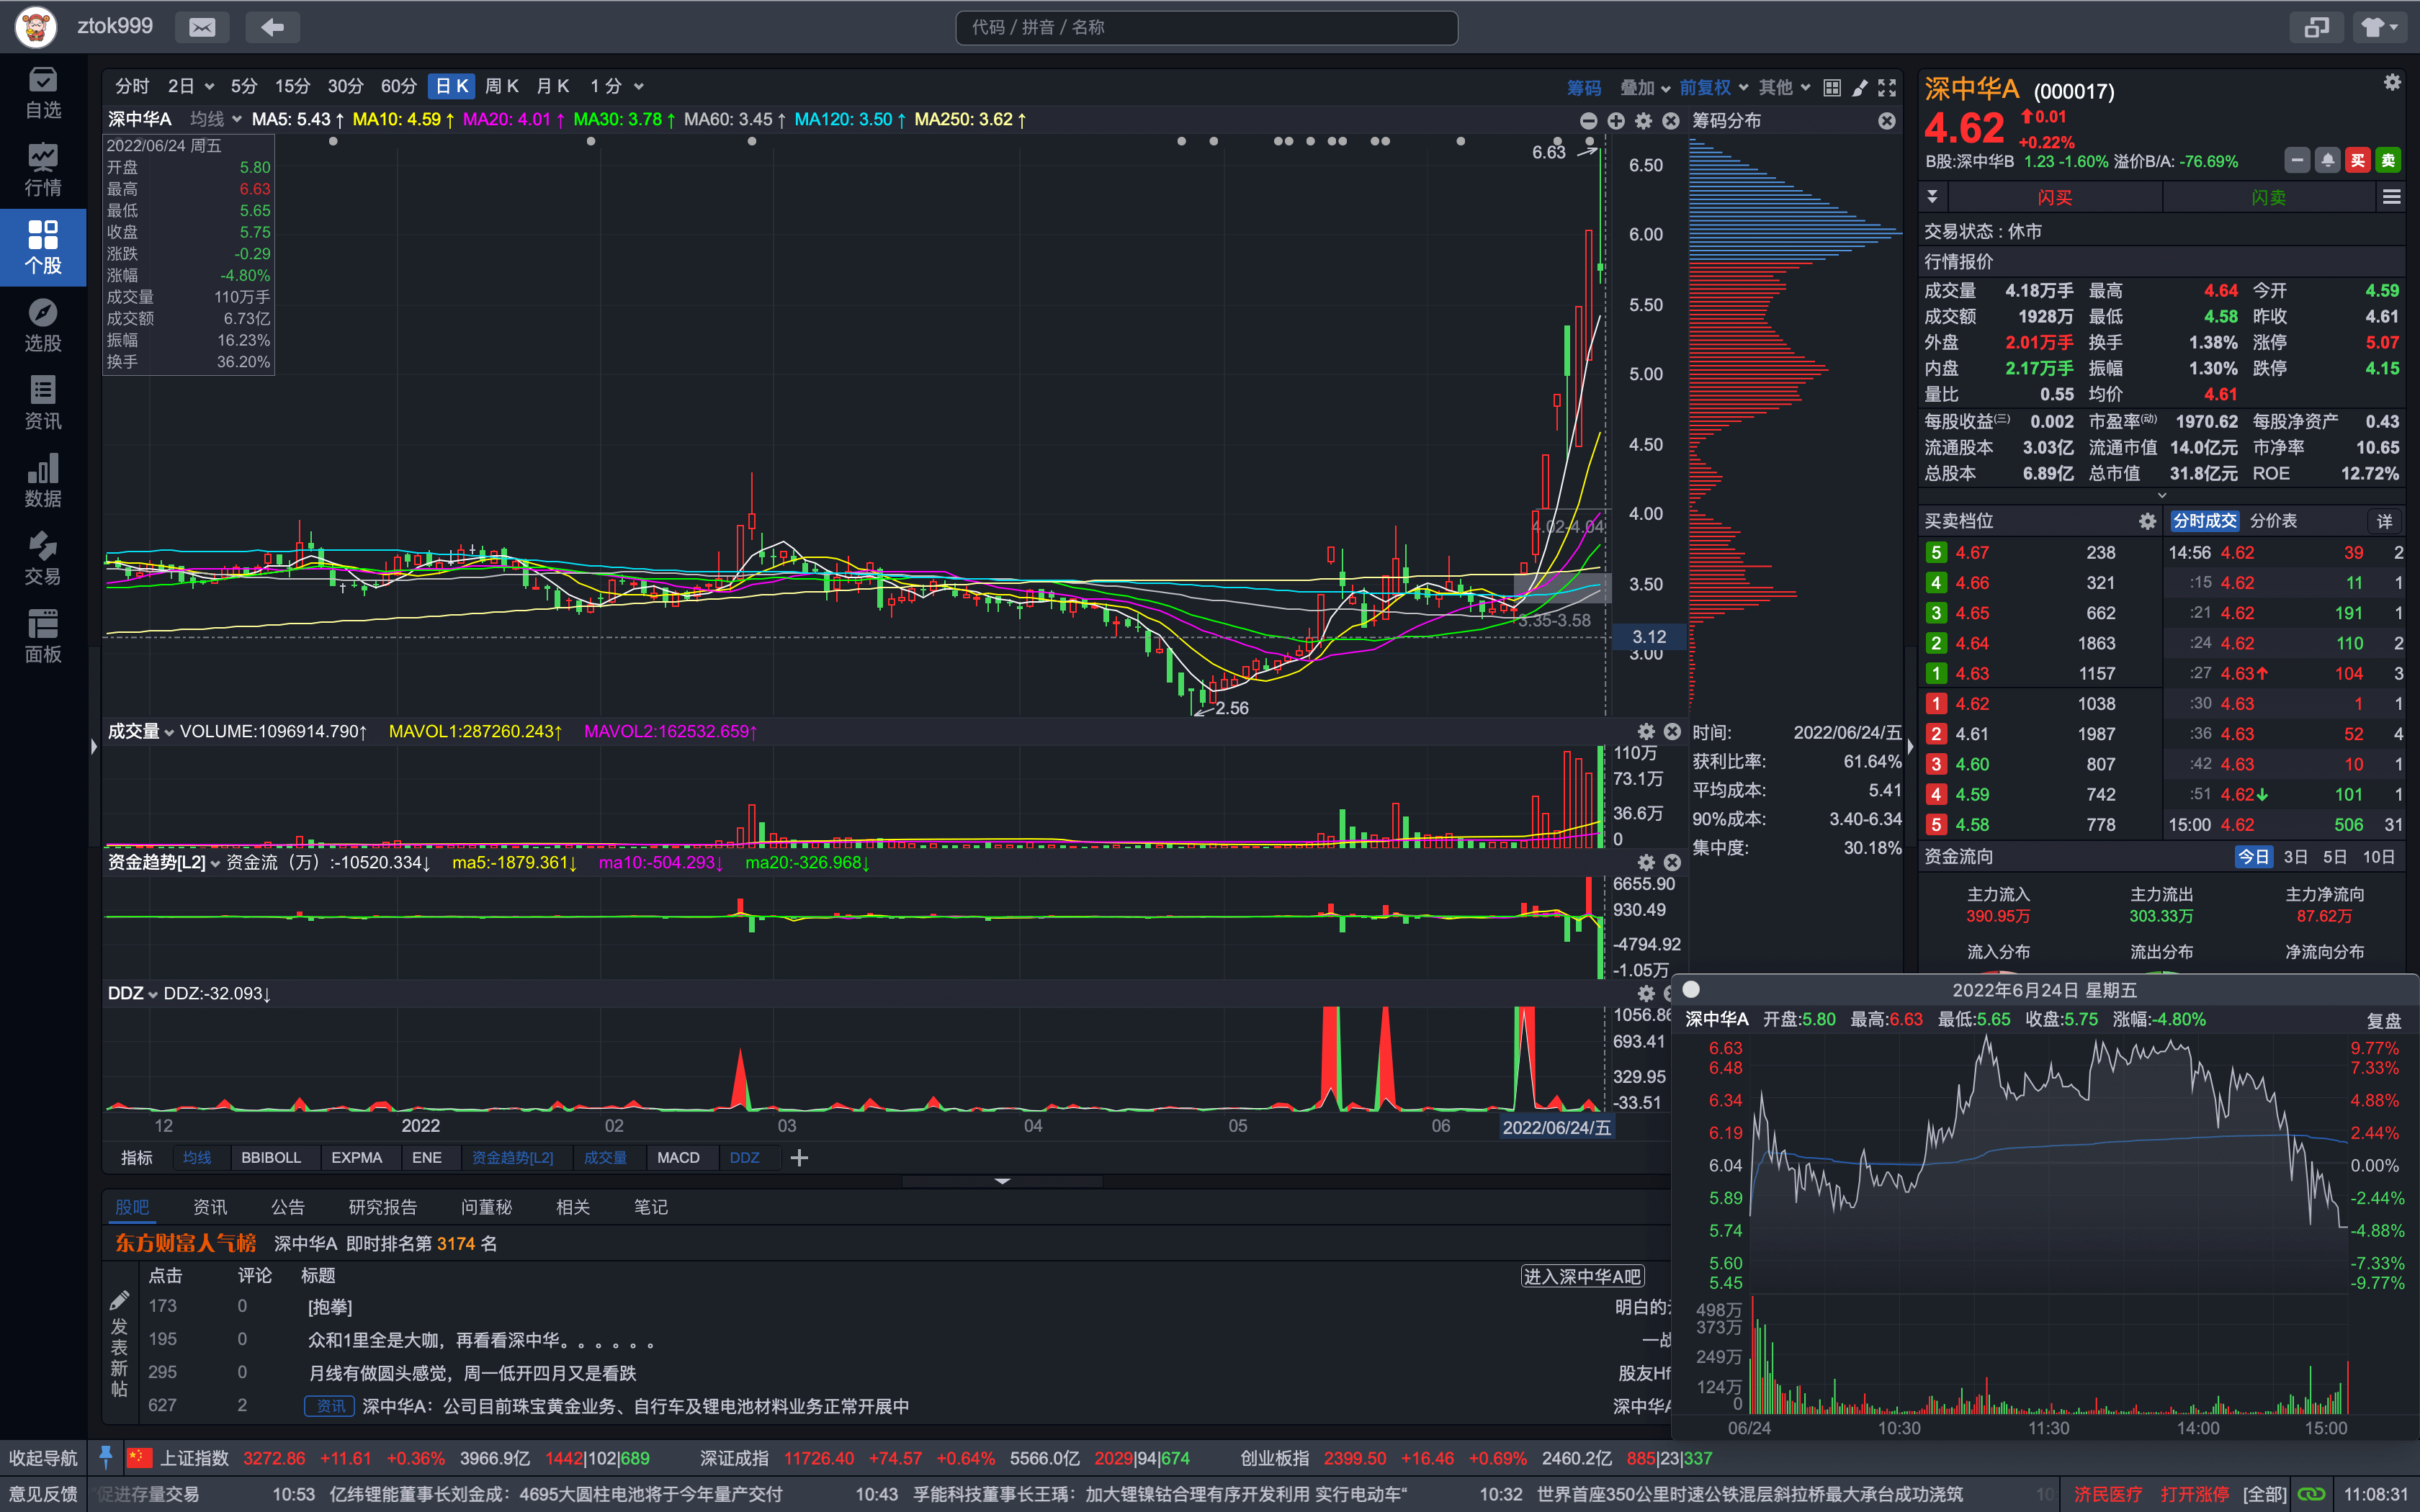 ztok999
代码 / 拼音 / 名称
自选
行情
个股
选股
资讯
数据
交易
面板
分时 2日 5分 15分 30分 60分 日K 周K 月K 1分
筹码 叠加 前复权 其他
深中华A 均线 MA5: 5.43↑ MA10: 4.59↑ MA20: 4.01↑ MA30: 3.78↑ MA60: 3.45↑ MA120: 3.50↑ MA250: 3.62↑
2022/06/24 周五
开盘 5.80
最高 6.63
最低 5.65
收盘 5.75
涨跌 -0.29
涨幅 -4.80%
成交量 110万手
成交额 6.73亿
振幅 16.23%
换手 36.20%
6.63
6.50
6.00
5.50
5.00
4.50
4.00
3.50
3.12
3.00
4.02-4.04
3.35-3.58
2.56
筹码分布
时间: 2022/06/24/五
获利比率: 61.64%
平均成本: 5.41
90%成本: 3.40-6.34
集中度: 30.18%
成交量 VOLUME:1096914.790↑ MAVOL1:287260.243↑ MAVOL2:162532.659↑
110万
73.1万
36.6万
0
资金趋势[L2] 资金流（万）:-10520.334↓ ma5:-1879.361↓ ma10:-504.293↓ ma20:-326.968↓
6655.90
930.49
-4794.92
-1.05万
DDZ DDZ:-32.093↓
1056.86
693.41
329.95
-33.51
12 2022 02 03 04 05 06 2022/06/24/五
指标 均线 BBIBOLL EXPMA ENE 资金趋势[L2] 成交量 MACD DDZ
股吧 资讯 公告 研究报告 问董秘 相关 笔记
东方财富人气榜 深中华A 即时排名第 3174 名
点击 评论 标题
进入深中华A吧
发表新帖
173 0 [抱拳] 明白的
195 0 众和1里全是大咖，再看看深中华。。。。。。 一战
295 0 月线有做圆头感觉，周一低开四月又是看跌 股友Hf
627 2 资讯 深中华A：公司目前珠宝黄金业务、自行车及锂电池材料业务正常开展中 深中华A
深中华A (000017)
4.62 0.01
+0.22%
B股:深中华B 1.23 -1.60% 溢价B/A: -76.69%
买 卖
闪买 闪卖
交易状态 : 休市
行情报价
成交量 4.18万手 最高 4.64 今开 4.59
成交额 1928万 最低 4.58 昨收 4.61
外盘 2.01万手 换手 1.38% 涨停 5.07
内盘 2.17万手 振幅 1.30% 跌停 4.15
量比 0.55 均价 4.61
每股收益(三) 0.002 市盈率(动) 1970.62 每股净资产 0.43
流通股本 3.03亿 流通市值 14.0亿元 市净率 10.65
总股本 6.89亿 总市值 31.8亿元 ROE 12.72%
买卖档位 分时成交 分价表 详
5 4.67 238 14:56 4.62 39 2
4 4.66 321 :15 4.62 11 1
3 4.65 662 :21 4.62 191 1
2 4.64 1863 :24 4.62 110 2
1 4.63 1157 :27 4.63↑ 104 3
1 4.62 1038 :30 4.63 1 1
2 4.61 1987 :36 4.63 52 4
3 4.60 807 :42 4.63 10 1
4 4.59 742 :51 4.62↓ 101 1
5 4.58 778 15:00 4.62 506 31
资金流向 今日 3日 5日 10日
主力流入 主力流出 主力净流向
390.95万 303.33万 87.62万
流入分布 流出分布 净流向分布
2022年6月24日 星期五
深中华A 开盘:5.80 最高:6.63 最低:5.65 收盘:5.75 涨幅:-4.80% 复盘
6.63 9.77%
6.48 7.33%
6.34 4.88%
6.19 2.44%
6.04 0.00%
5.89 -2.44%
5.74 -4.88%
5.60 -7.33%
5.45 -9.77%
498万
373万
249万
124万
0
06/24 10:30 11:30 14:00 15:00
收起导航 上证指数 3272.86 +11.61 +0.36% 3966.9亿 1442|102|689 深证成指 11726.40 +74.57 +0.64% 5566.0亿 2029|94|674 创业板指 2399.50 +16.46 +0.69% 2460.2亿 885|23|337
意见反馈 促进存量交易 10:53 亿纬锂能董事长刘金成：4695大圆柱电池将于今年量产交付 10:43 孚能科技董事长王瑀：加大锂镍钴合理有序开发利用 实行电动车“ 10:32 世界首座350公里时速公铁混层斜拉桥最大承台成功浇筑 10 济民医疗 打开涨停 [全部] 11:08:31